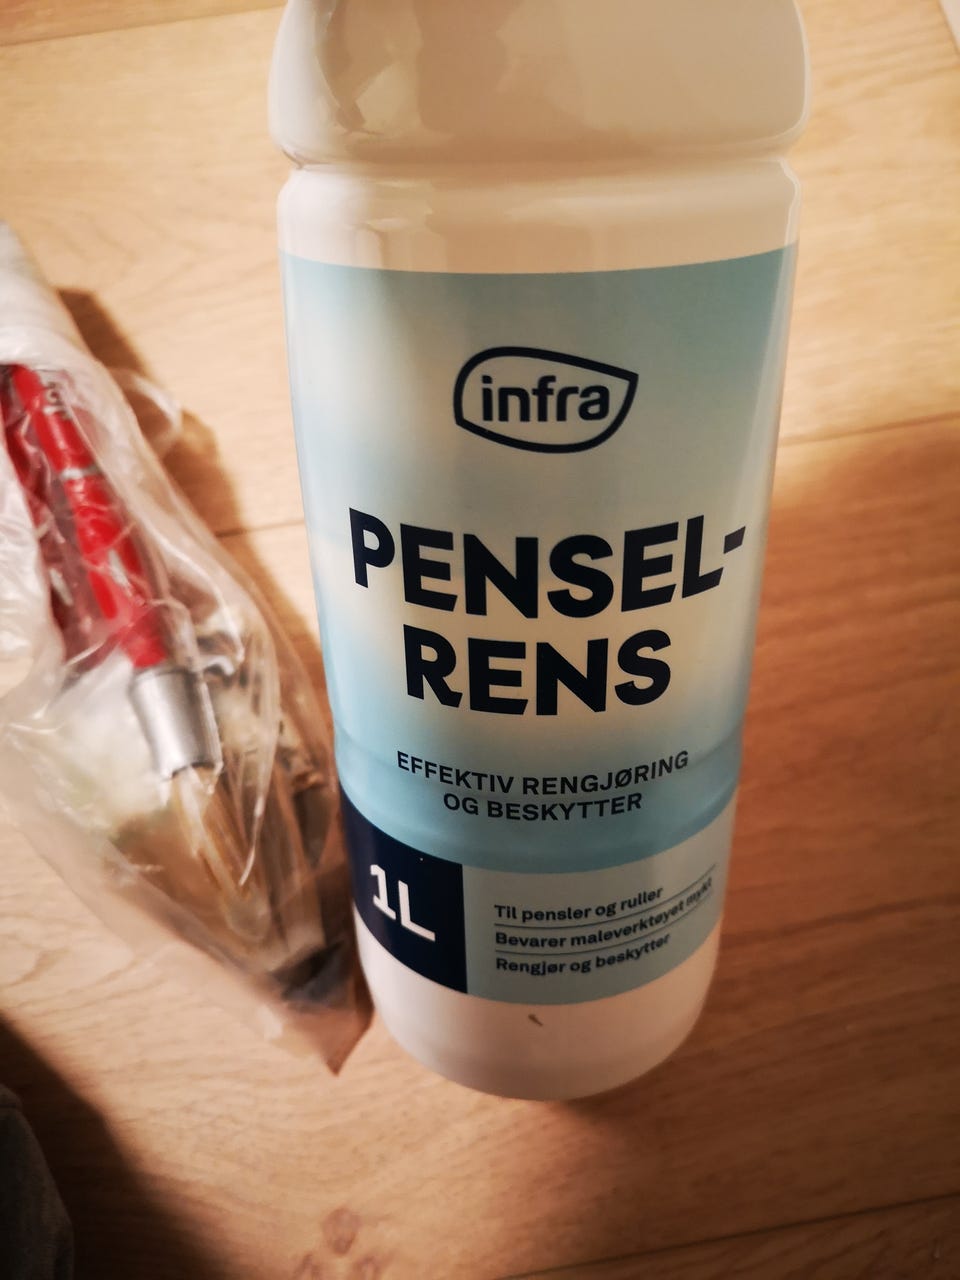 infra
PENSEL-
RENS
EFFEKTIV RENGJØRING
OG BESKYTTER
1L
Til pensler og ruller
Bevarer maleverktøyet mykt
Rengjør og beskytter